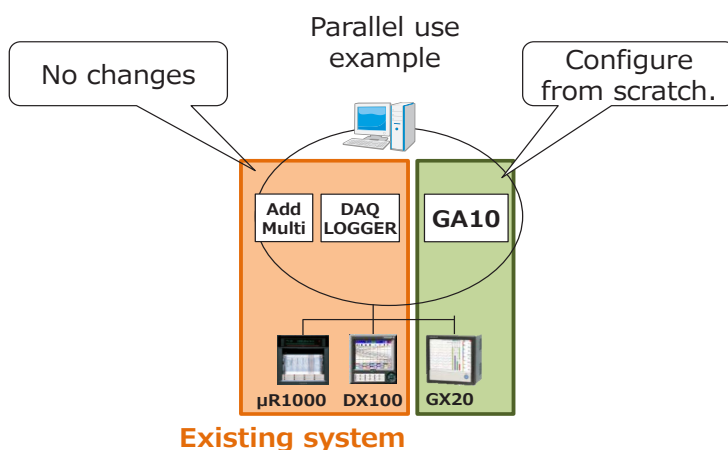 Parallel use
example
No changes
Configure
from scratch.
Add
Multi
DAQ
LOGGER
GA10
µR1000
DX100
GX20
Existing system